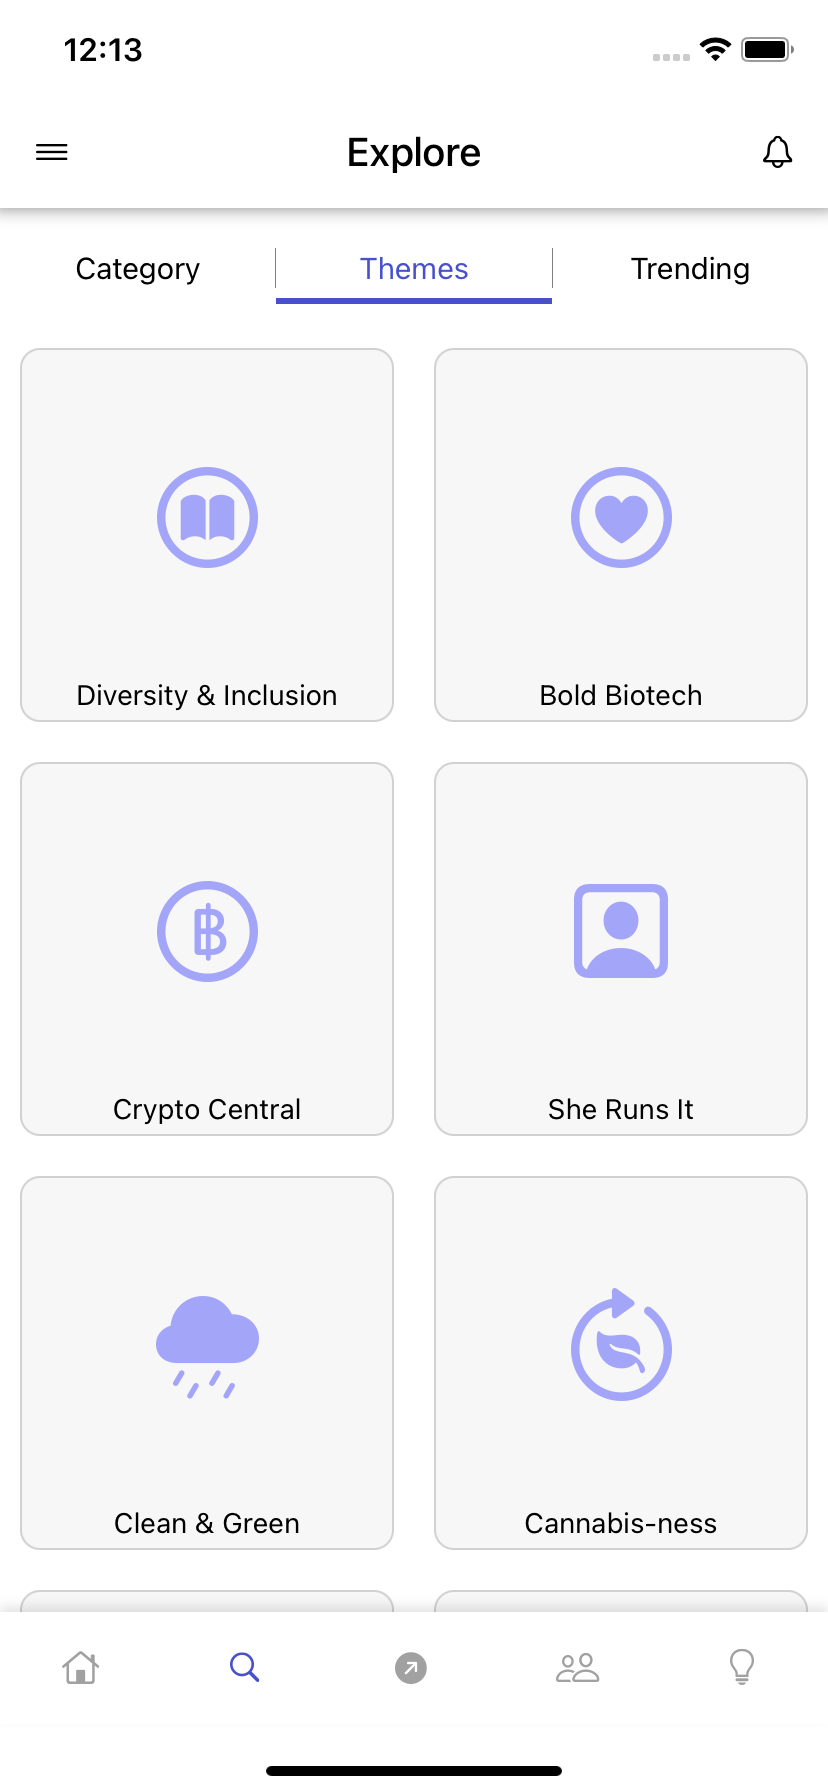 12:13
Explore
Category Themes Trending
Diversity & Inclusion Bold Biotech
Crypto Central She Runs It
Clean & Green Cannabis-ness